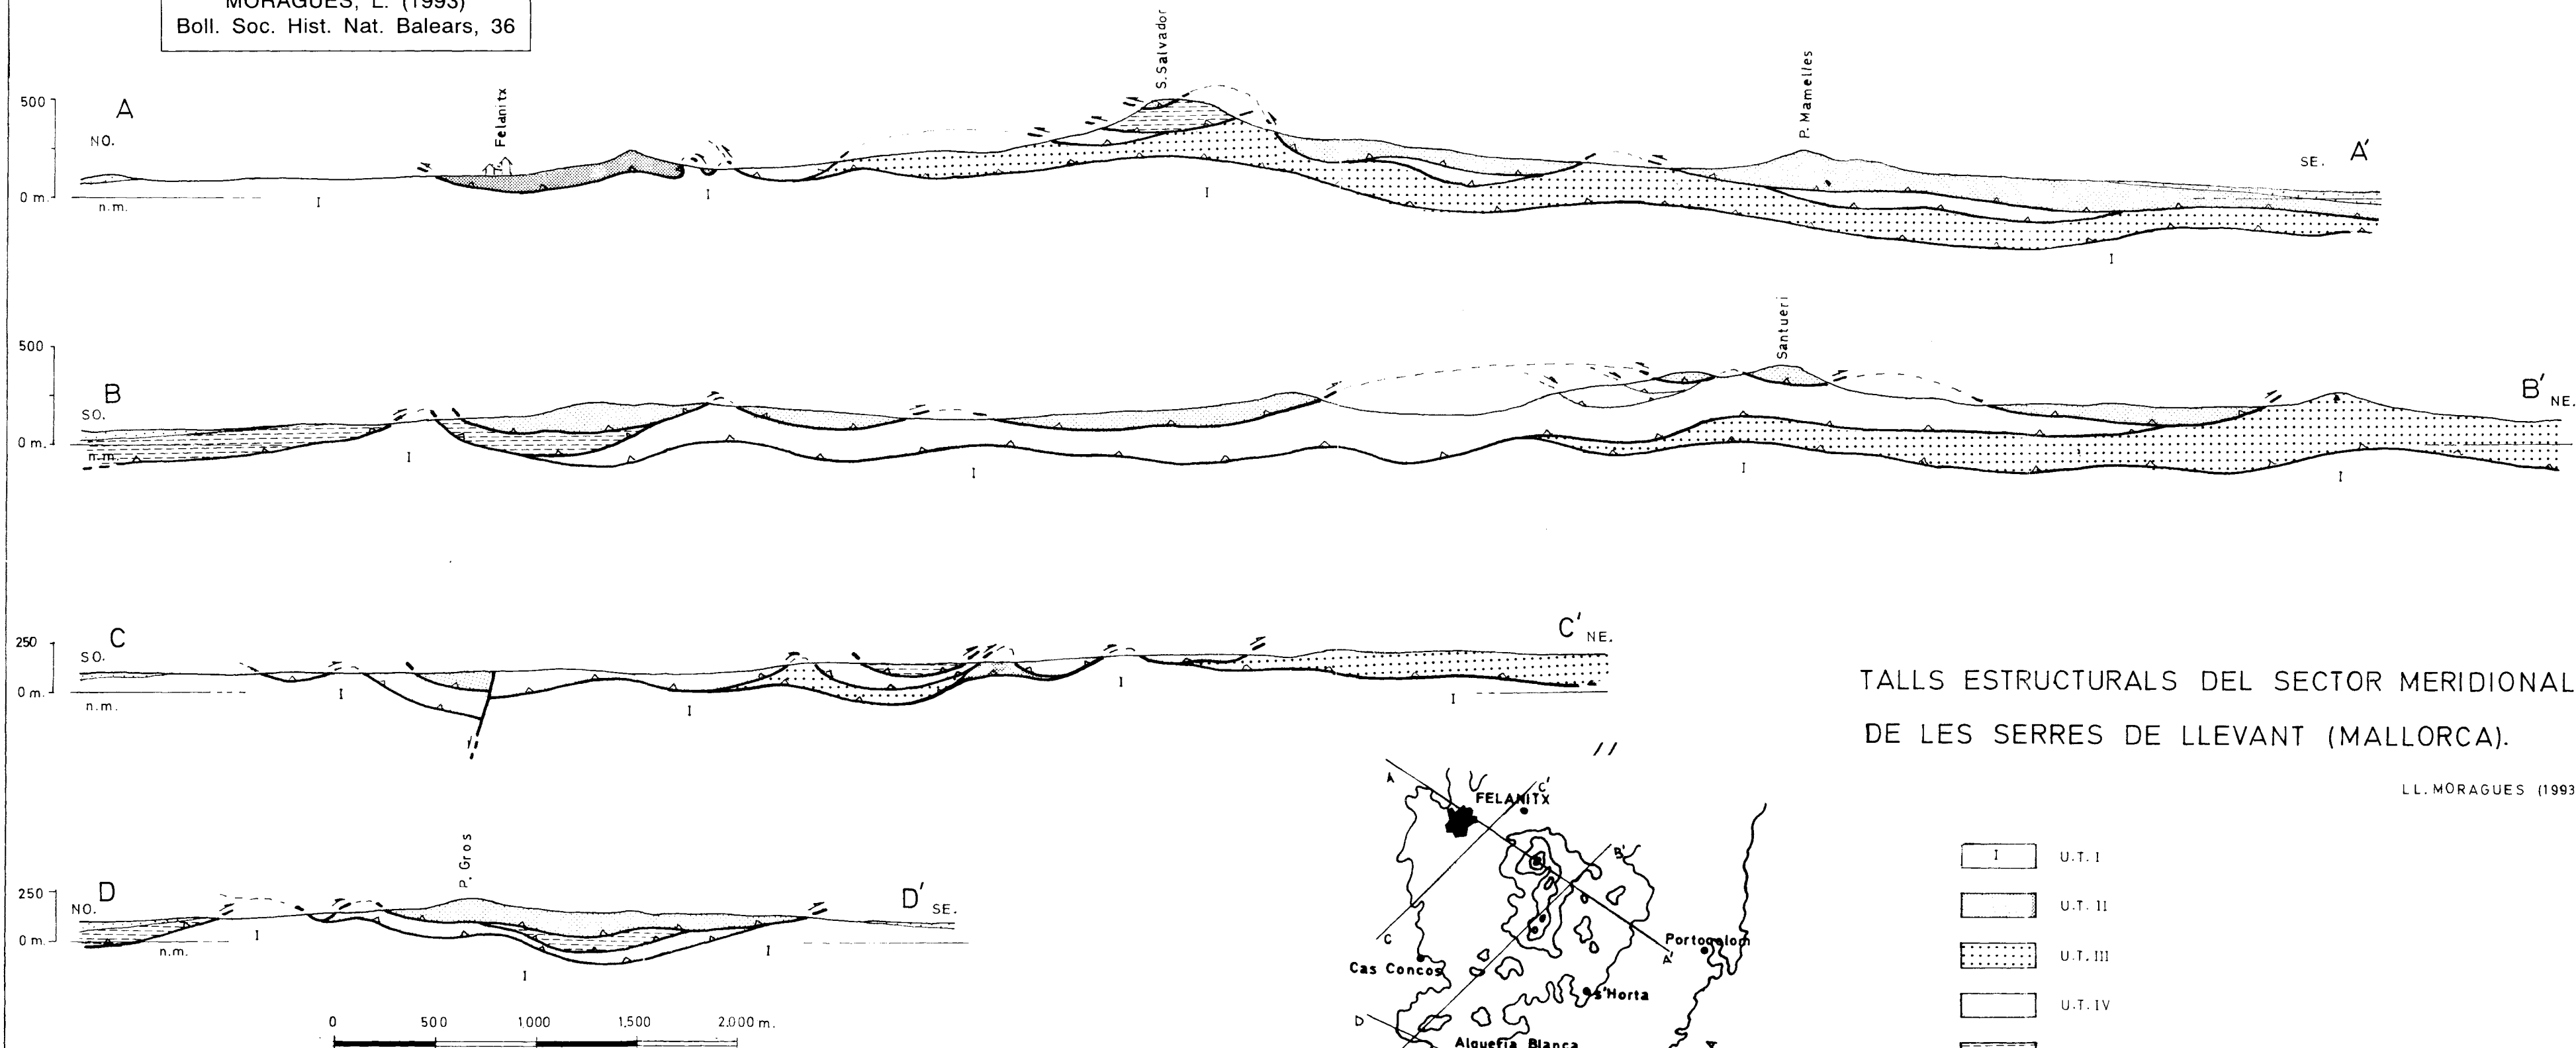 MORAGUES, L. (1993)
Boll. Soc. Hist. Nat. Balears, 36
500
0 m.
A
NO.
n.m.
Felanitx
S. Salvador
P. Mamelles
SE.
A'
I
I
I
I
500
0 m.
B
SO.
n.m.
Santueri
B'
NE.
I
I
I
I
250
0 m.
C
SO.
n.m.
C'
NE.
I
I
I
I
TALLS ESTRUCTURALS DEL SECTOR MERIDIONAL
DE LES SERRES DE LLEVANT (MALLORCA).
LL. MORAGUES (1993
250
0 m.
D
NO.
n.m.
P. Gros
D'
SE.
I
I
I
0 500 1.000 1.500 2.000 m.
A
C'
FELANITX
B'
C
Cas Concos
A'
s'Horta
D
I U.T. I
U.T. II
U.T. III
U.T. IV